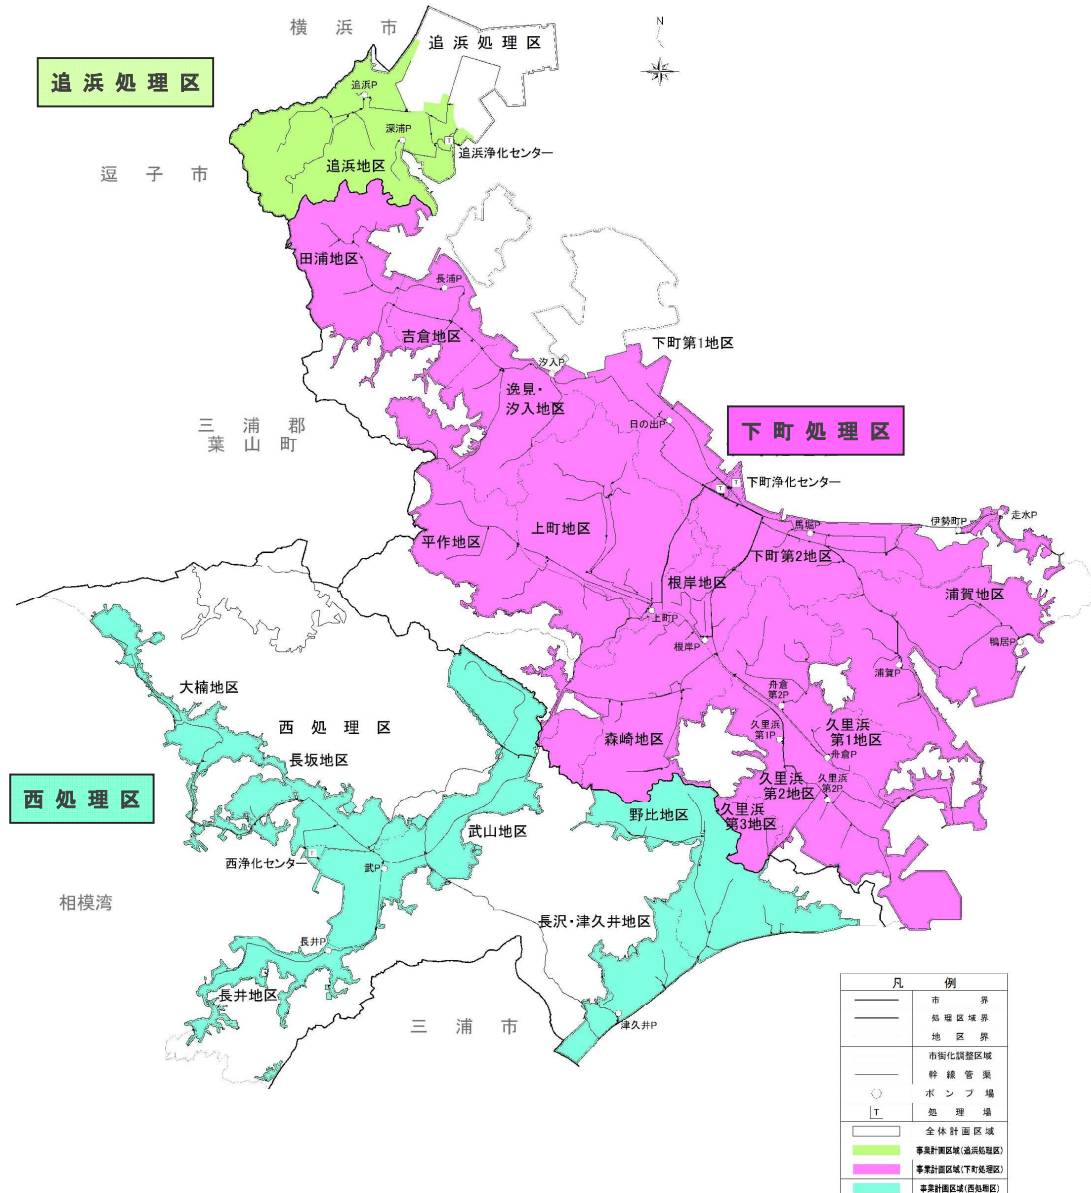 横浜市
N
追浜処理区
追浜処理区
追浜P
深浦P
追浜浄化センター
T
追浜地区
逗子市
田浦地区
長浦P
吉倉地区
下町第1地区
汐入P
逸見・
汐入地区
三浦郡
葉山町
日の出P
下町処理区
下町浄化センター
T
T
伊勢町P
走水P
馬堀P
平作地区
上町地区
下町第2地区
根岸地区
浦賀地区
上町P
根岸P
鴨居P
浦賀P
舟倉
第2P
大楠地区
西処理区
久里浜
第1P
久里浜
第1地区
森崎地区
舟倉P
長坂地区
久里浜
第2地区
久里浜
第2P
西処理区
野比地区
久里浜
第3地区
武山地区
西浄化センター
T
武P
相模湾
長沢・津久井地区
長井P
長井地区
三浦市
津久井P
凡例
市界
処理区域界
地区界
市街化調整区域
幹線管渠
ポンプ場
T 処理場
全体計画区域
事業計画区域(追浜処理区)
事業計画区域(下町処理区)
事業計画区域(西処理区)